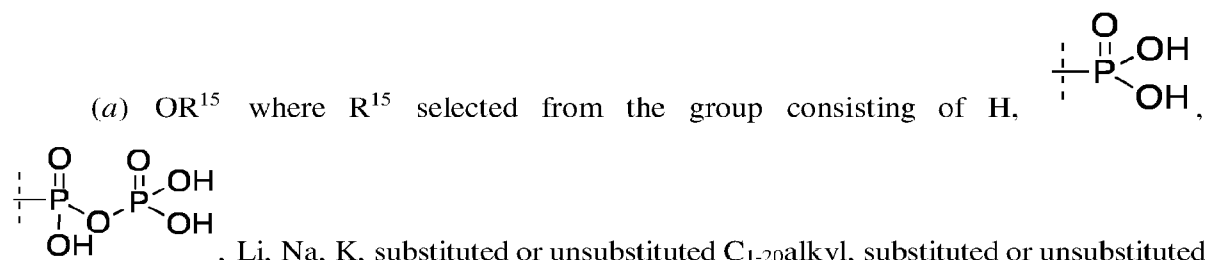 (a) OR¹⁵ where R¹⁵ selected from the group consisting of H, O P OH OH ,
O O P O P OH OH OH , Li, Na, K, substituted or unsubstituted C₁₋₂₀alkyl, substituted or unsubstituted